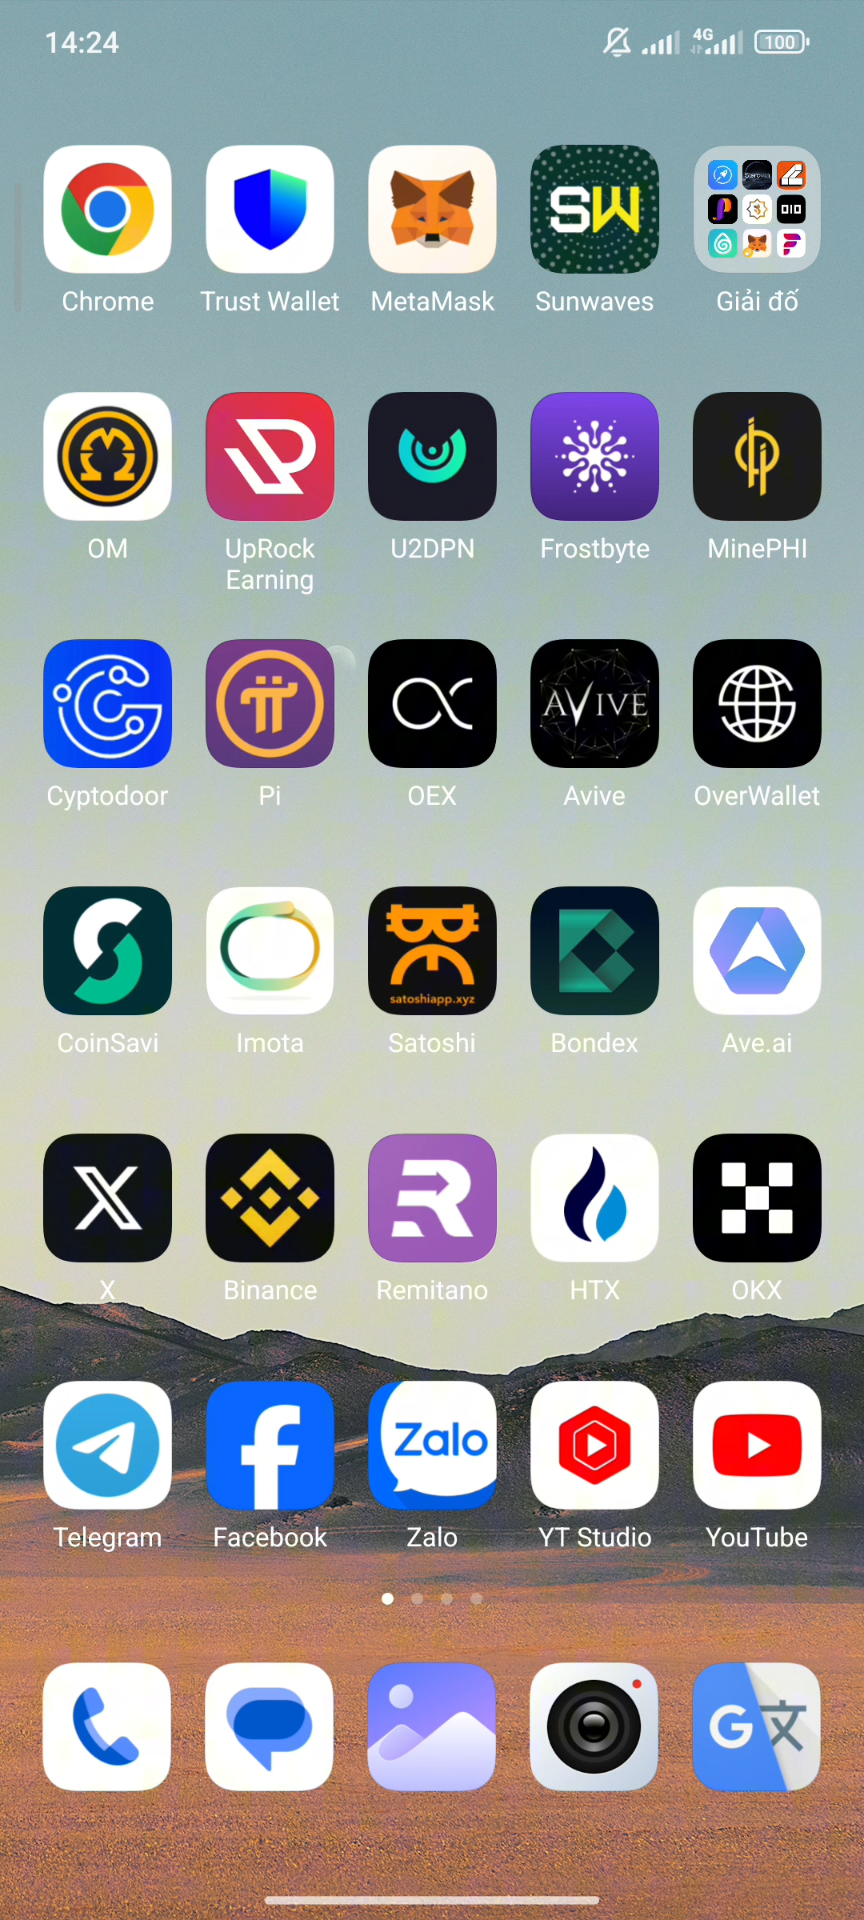 14:24
4G
100
SW
Chrome
Trust Wallet
MetaMask
Sunwaves
Giải đố
OM
UpRock
Earning
U2DPN
Frostbyte
MinePHI
AVIVE
Cyptodoor
Pi
OEX
Avive
OverWallet
satoshiapp.xyz
CoinSavi
Imota
Satoshi
Bondex
Ave.ai
X
Binance
Remitano
HTX
OKX
Zalo
Telegram
Facebook
Zalo
YT Studio
YouTube
G文